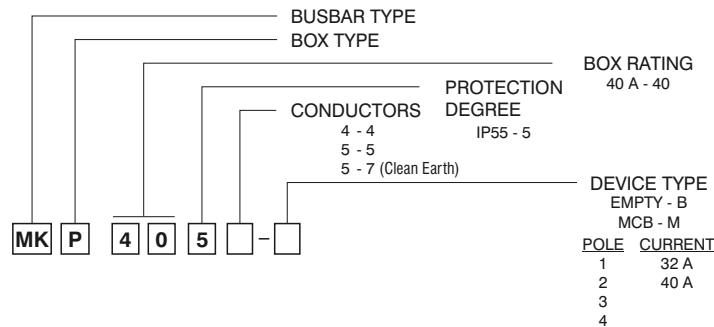 BUSBAR TYPE
BOX TYPE
BOX RATING
40 A - 40
PROTECTION
DEGREE
IP55 - 5
CONDUCTORS
4 - 4
5 - 5
5 - 7 (Clean Earth)
DEVICE TYPE
EMPTY - B
MCB - M
POLE CURRENT
1 32 A
2 40 A
3
4
MK P 4 0 5 -